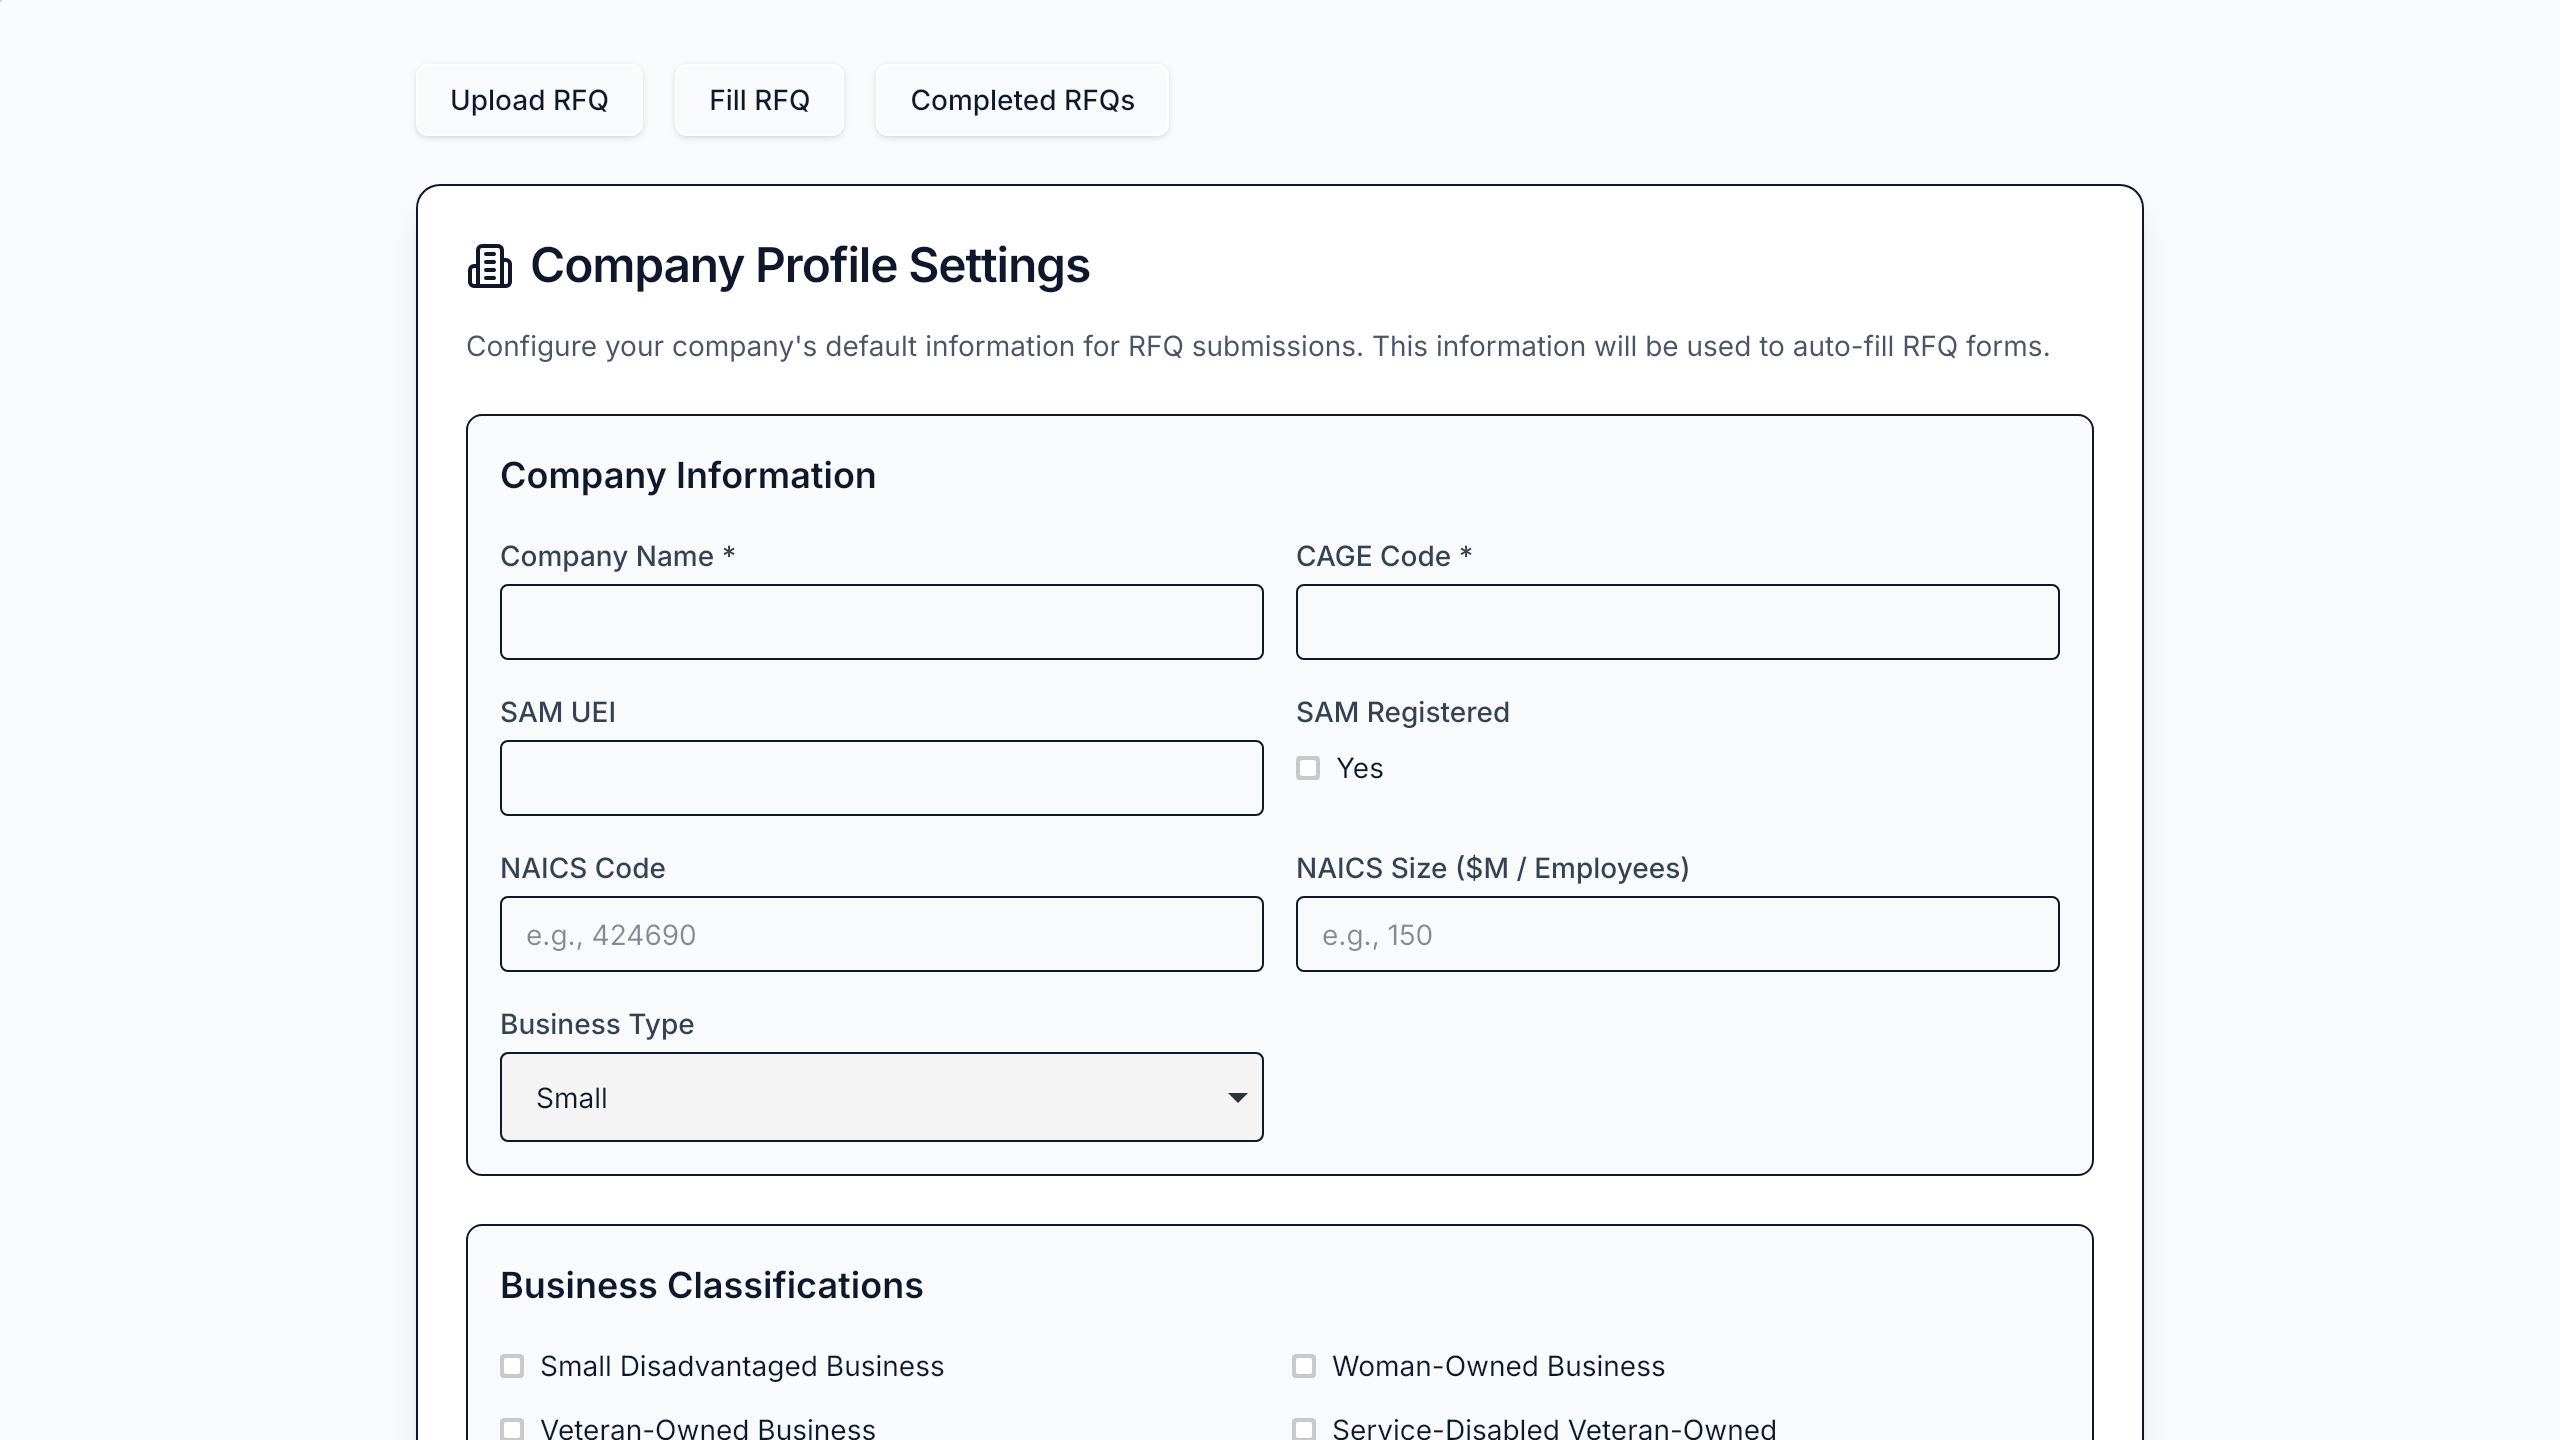 Upload RFQ
Fill RFQ
Completed RFQs
Company Profile Settings
Configure your company's default information for RFQ submissions. This information will be used to auto-fill RFQ forms.
Company Information
Company Name *
CAGE Code *
SAM UEI
SAM Registered
Yes
NAICS Code
NAICS Size ($M / Employees)
e.g., 424690
e.g., 150
Business Type
Small
Business Classifications
Small Disadvantaged Business
Woman-Owned Business
Veteran-Owned Business
Service-Disabled Veteran-Owned